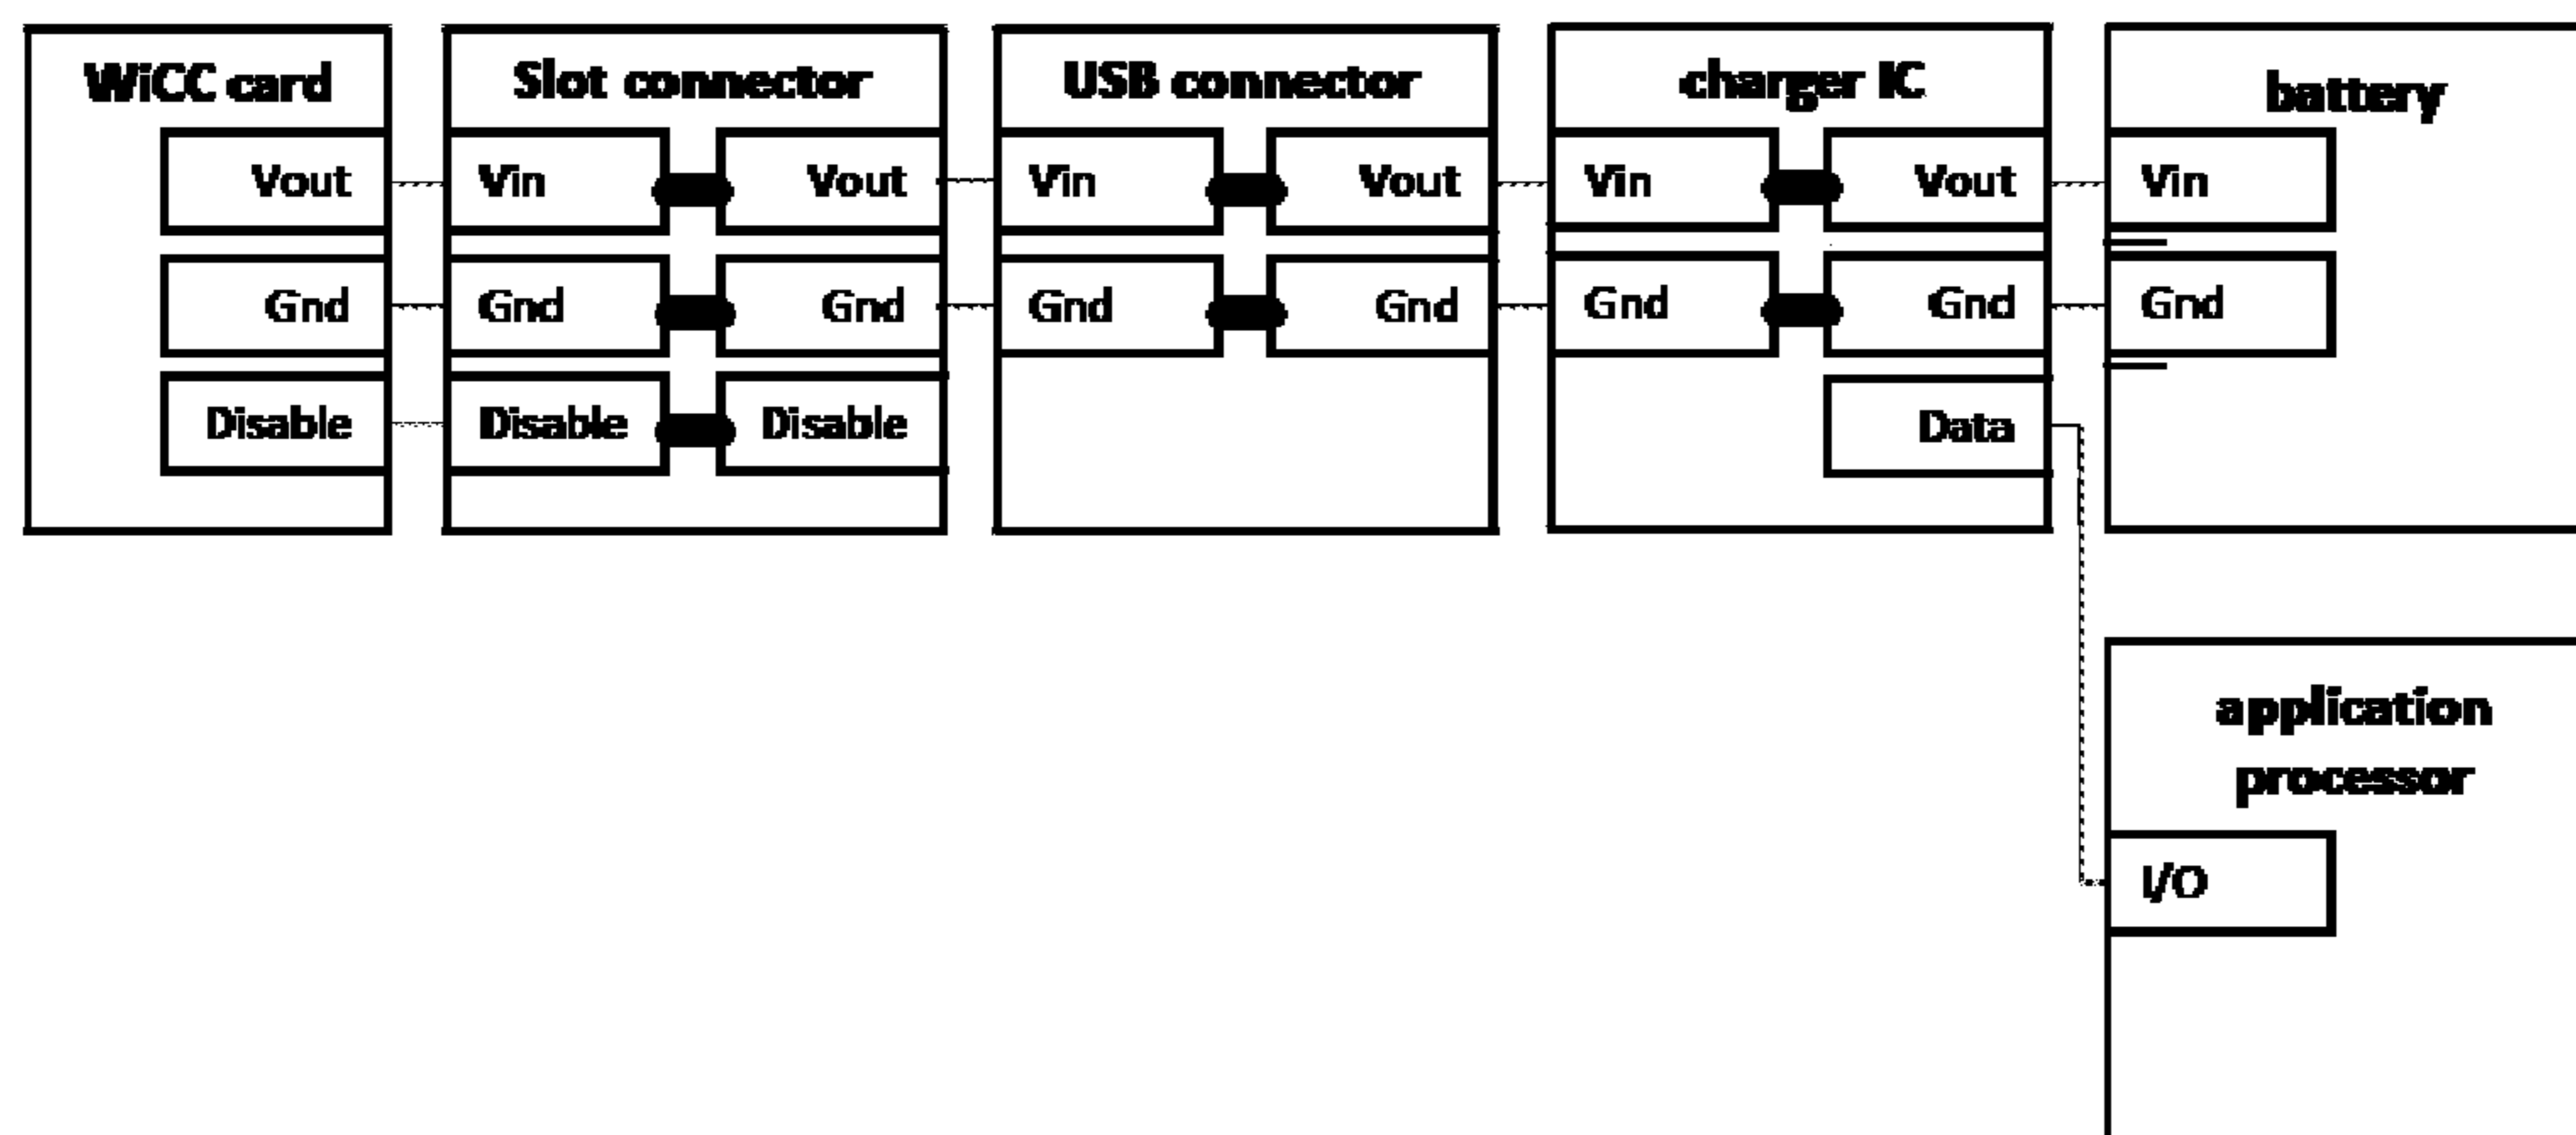 WiCC card
Slot connector
USB connector
charger IC
battery
Vout
Vin
Vout
Vin
Vout
Vin
Vout
Vin
Gnd
Gnd
Gnd
Gnd
Gnd
Gnd
Gnd
Gnd
Disable
Disable
Disable
Data
application
processor
I/O